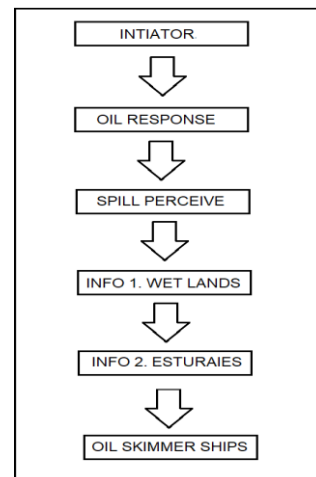 INTIATOR
OIL RESPONSE
SPILL PERCEIVE
INFO 1. WET LANDS
INFO 2. ESTURAIES
OIL SKIMMER SHIPS